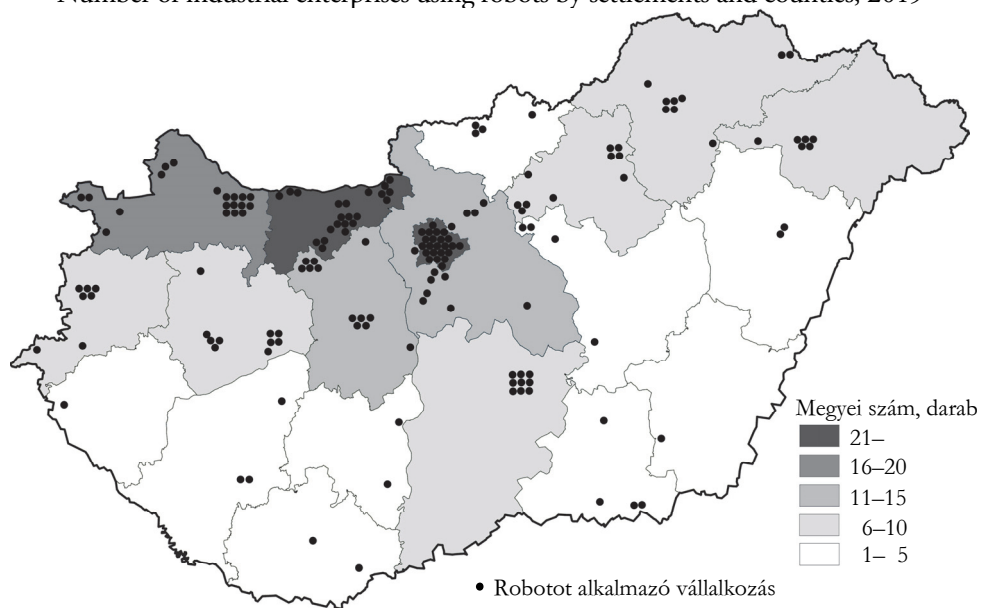 Number of industrial enterprises using robots by settlements and counties, 2019
Megyei szám, darab
21–
16–20
11–15
6–10
1– 5
Robotot alkalmazó vállalkozás